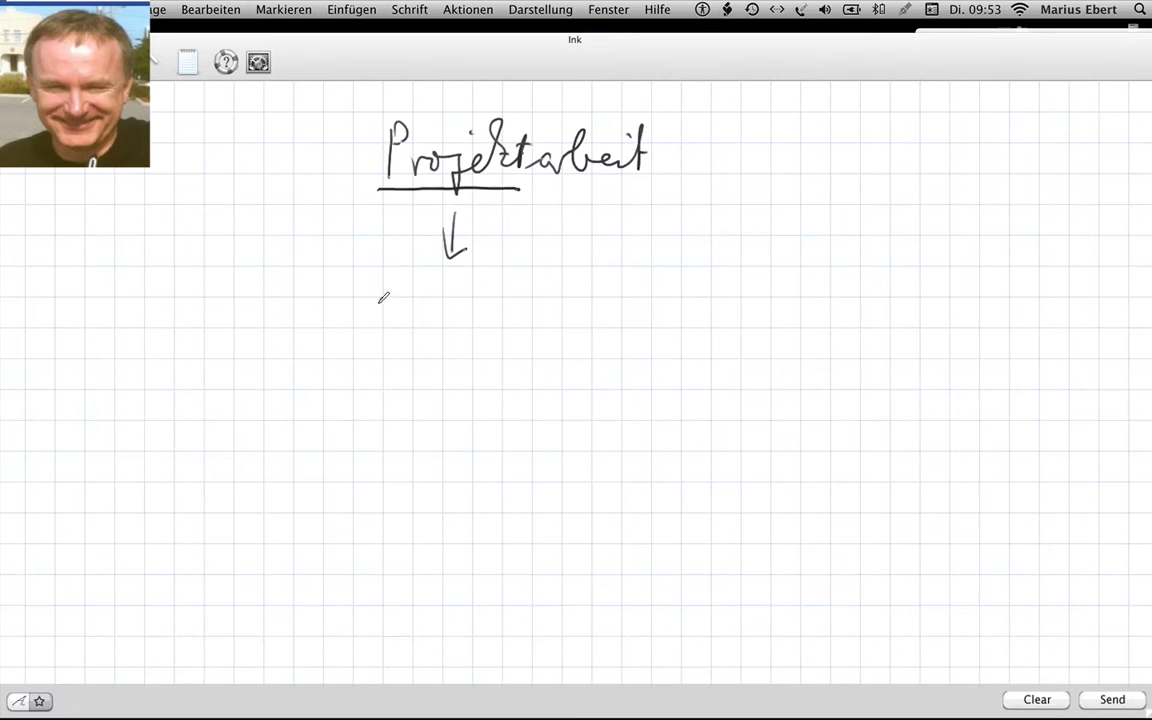 ge Bearbeiten Markieren Einfügen Schrift Aktionen Darstellung Fenster Hilfe Di. 09:53 Marius Ebert
Ink
Projektarbeit
Clear Send